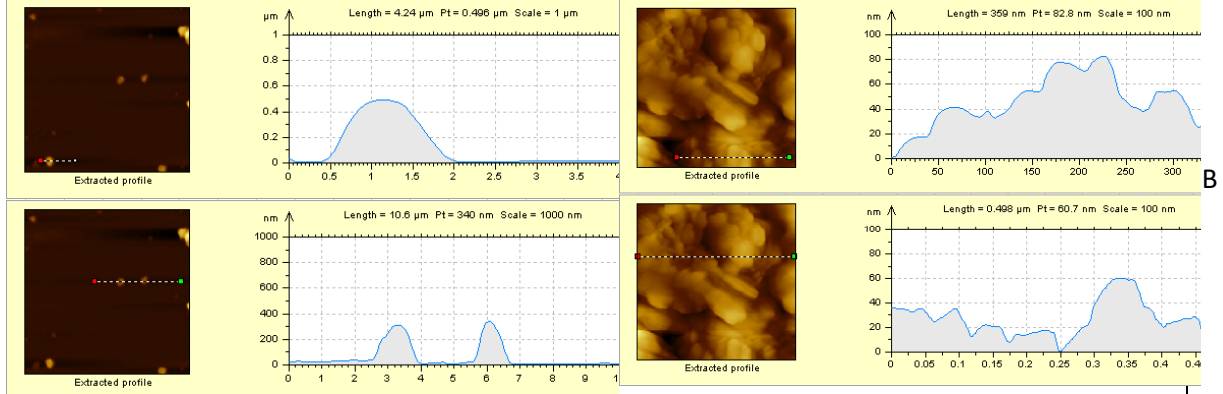 µm
Length = 4.24 µm Pt = 0.496 µm Scale = 1 µm
1
0.8
0.6
0.4
0.2
0
0 0.5 1 1.5 2 2.5 3 3.5 4
Extracted profile
nm
Length = 359 nm Pt = 82.8 nm Scale = 100 nm
100
80
60
40
20
0
0 50 100 150 200 250 300
Extracted profile
B
nm
Length = 10.6 µm Pt = 340 nm Scale = 1000 nm
1000
800
600
400
200
0
0 1 2 3 4 5 6 7 8 9
Extracted profile
nm
Length = 0.498 µm Pt = 60.7 nm Scale = 100 nm
100
80
60
40
20
0
0 0.05 0.1 0.15 0.2 0.25 0.3 0.35 0.4
Extracted profile